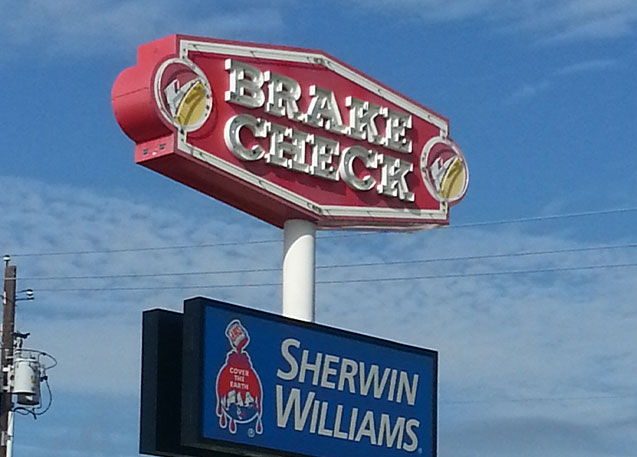 BRAKE
CHECK
COVER
THE
EARTH
SHERWIN
WILLIAMS.